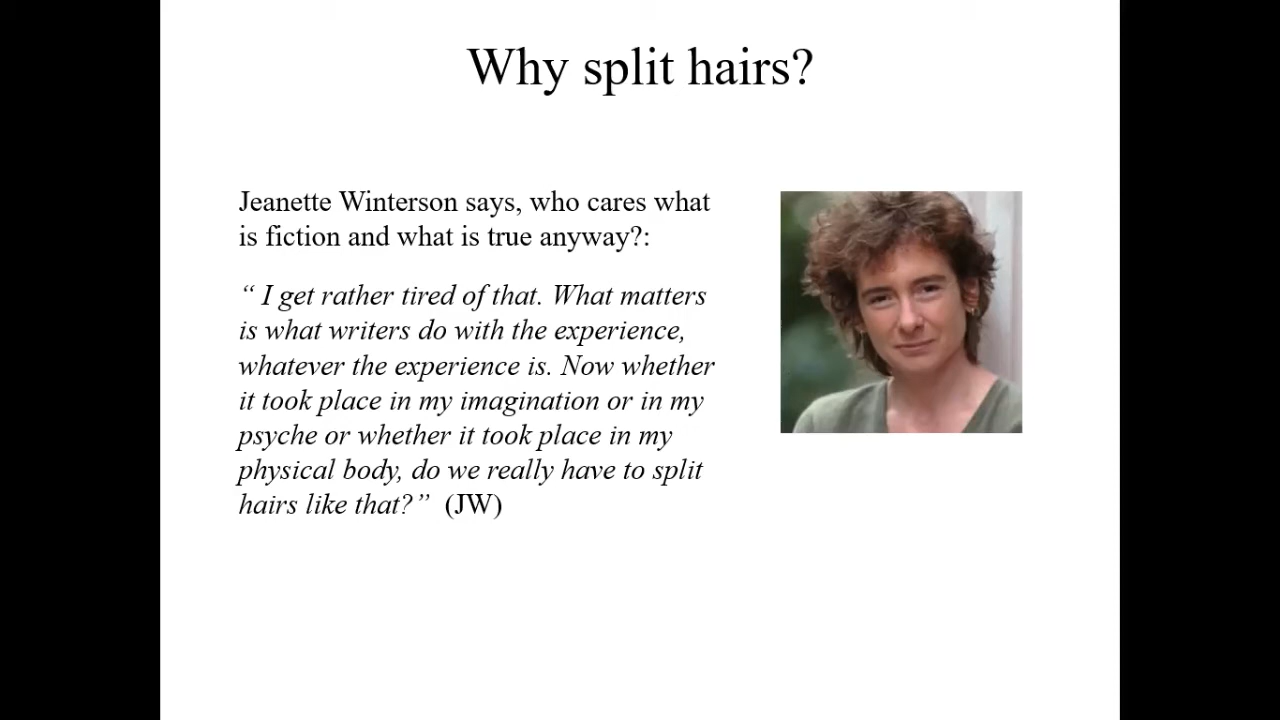 Why split hairs?
Jeanette Winterson says, who cares what
is fiction and what is true anyway?:
“ I get rather tired of that. What matters
is what writers do with the experience,
whatever the experience is. Now whether
it took place in my imagination or in my
psyche or whether it took place in my
physical body, do we really have to split
hairs like that?”  (JW)